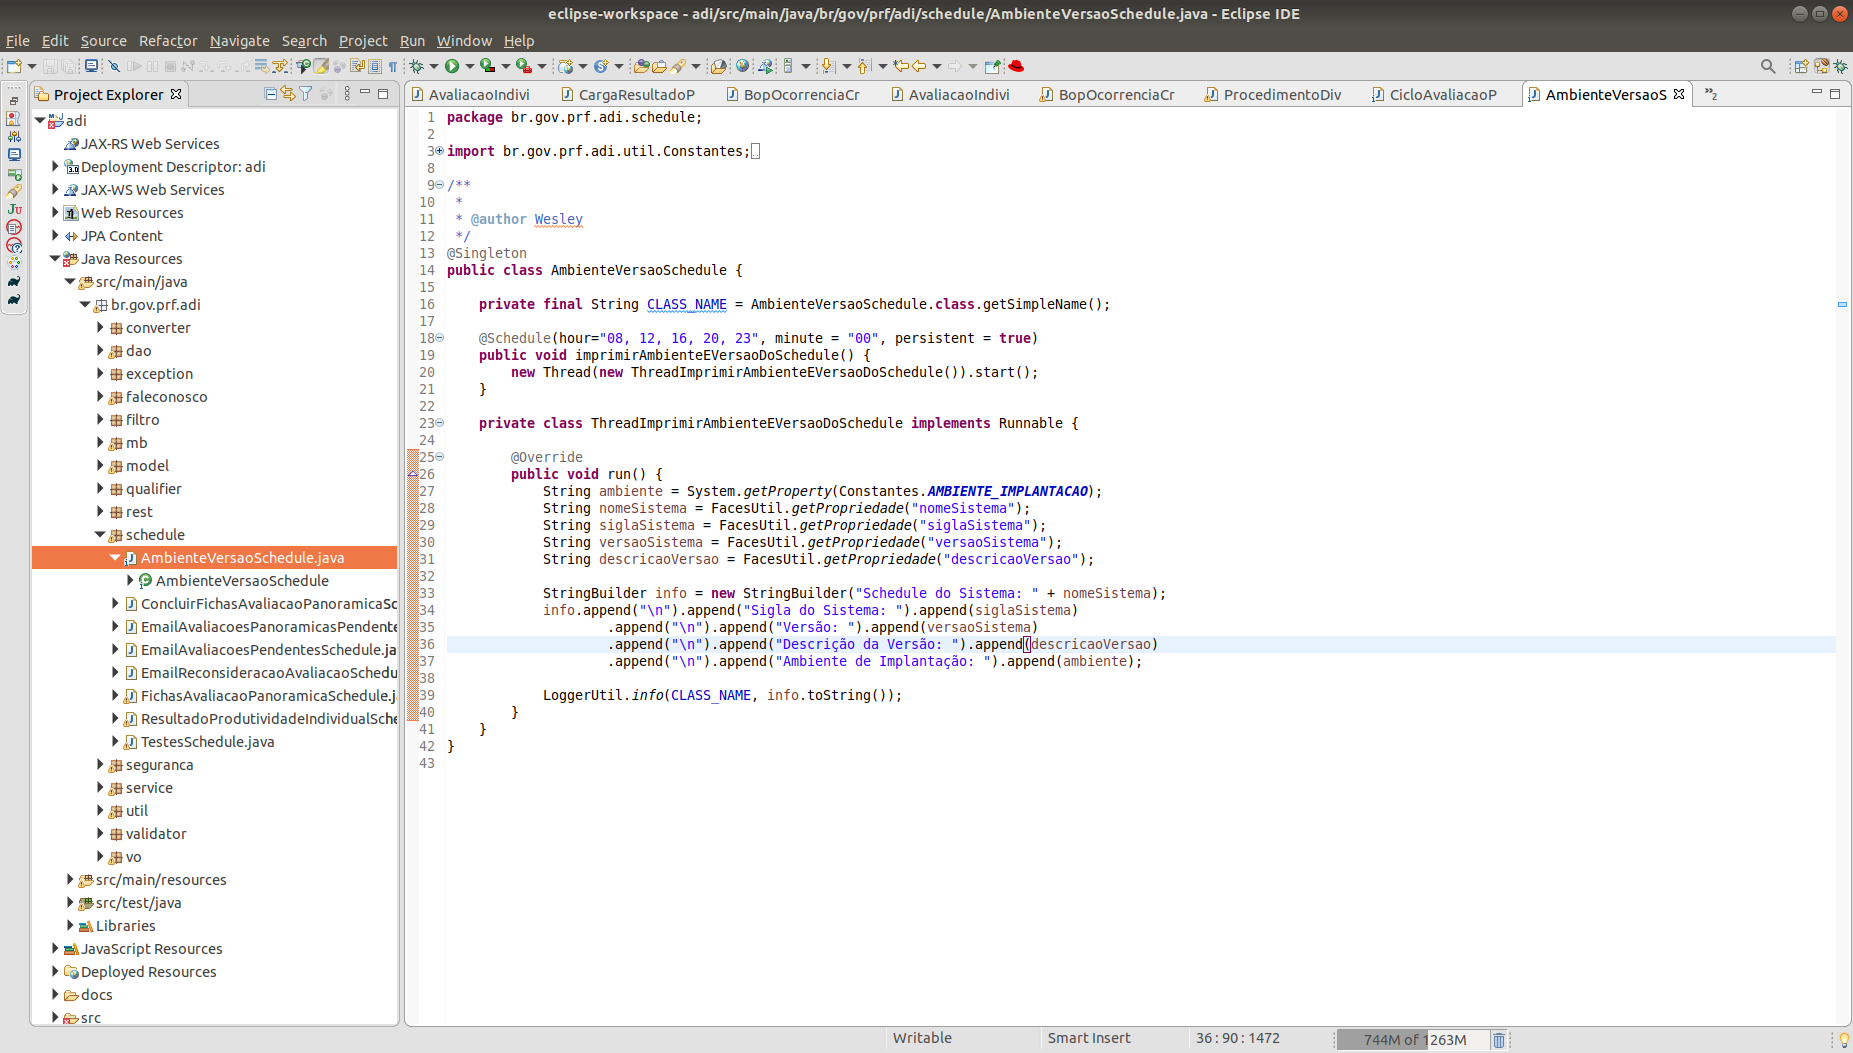 eclipse-workspace - adi/src/main/java/br/gov/prf/adi/schedule/AmbienteVersaoSchedule.java - Eclipse IDE
File Edit Source Refactor Navigate Search Project Run Window Help
Project Explorer
adi
JAX-RS Web Services
Deployment Descriptor: adi
JAX-WS Web Services
Web Resources
JPA Content
Java Resources
src/main/java
br.gov.prf.adi
converter
dao
exception
faleconosco
filtro
mb
model
qualifier
rest
schedule
AmbienteVersaoSchedule.java
AmbienteVersaoSchedule
ConcluirFichasAvaliacaoPanoramicaSc
EmailAvaliacoesPanoramicasPendente
EmailAvaliacoesPendentesSchedule.ja
EmailReconsideracaoAvaliacaoSchedu
FichasAvaliacaoPanoramicaSchedule.j
ResultadoProdutividadeIndividualSche
TestesSchedule.java
seguranca
service
util
validator
vo
src/main/resources
src/test/java
Libraries
JavaScript Resources
Deployed Resources
docs
src
AvaliacaoIndivi CargaResultadoP BopOcorrenciaCr AvaliacaoIndivi BopOcorrenciaCr ProcedimentoDiv CicloAvaliacaoP AmbienteVersaoS »2
1 package br.gov.prf.adi.schedule;
2
3 import br.gov.prf.adi.util.Constantes;
8
9 /**
10 *
11 * @author Wesley
12 */
13 @Singleton
14 public class AmbienteVersaoSchedule {
15
16 private final String CLASS_NAME = AmbienteVersaoSchedule.class.getSimpleName();
17
18 @Schedule(hour="08, 12, 16, 20, 23", minute = "00", persistent = true)
19 public void imprimirAmbienteEVersaoDoSchedule() {
20 new Thread(new ThreadImprimirAmbienteEVersaoDoSchedule()).start();
21 }
22
23 private class ThreadImprimirAmbienteEVersaoDoSchedule implements Runnable {
24
25 @Override
26 public void run() {
27 String ambiente = System.getProperty(Constantes.AMBIENTE_IMPLANTACAO);
28 String nomeSistema = FacesUtil.getPropriedade("nomeSistema");
29 String siglaSistema = FacesUtil.getPropriedade("siglaSistema");
30 String versaoSistema = FacesUtil.getPropriedade("versaoSistema");
31 String descricaoVersao = FacesUtil.getPropriedade("descricaoVersao");
32
33 StringBuilder info = new StringBuilder("Schedule do Sistema: " + nomeSistema);
34 info.append("\n").append("Sigla do Sistema: ").append(siglaSistema)
35 .append("\n").append("Versão: ").append(versaoSistema)
36 .append("\n").append("Descrição da Versão: ").append(descricaoVersao)
37 .append("\n").append("Ambiente de Implantação: ").append(ambiente);
38
39 LoggerUtil.info(CLASS_NAME, info.toString());
40 }
41 }
42 }
43
Writable Smart Insert 36 : 90 : 1472 744M of 1263M